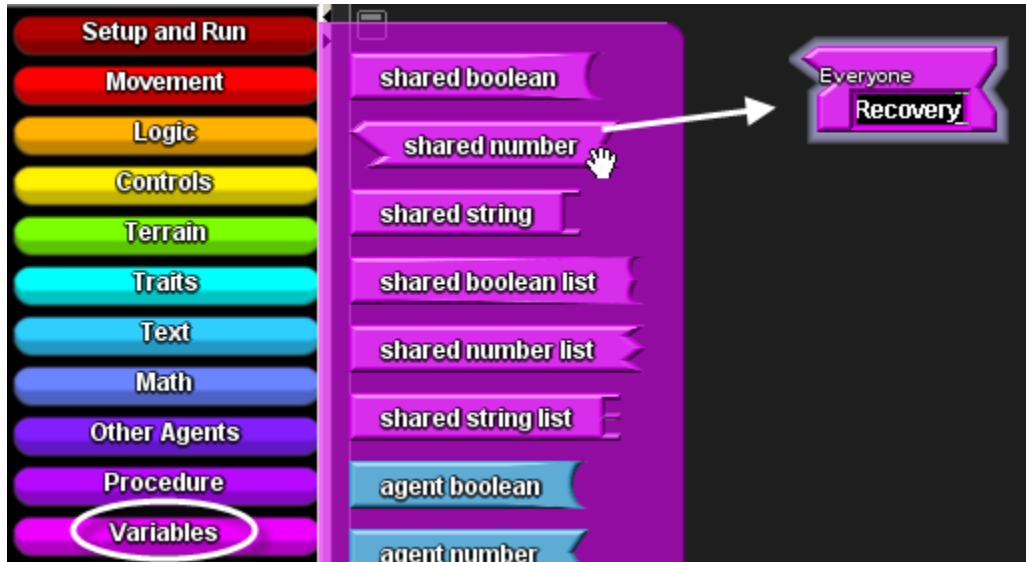 Setup and Run
Movement
Logic
Controls
Terrain
Traits
Text
Math
Other Agents
Procedure
Variables
shared boolean
shared number
shared string
shared boolean list
shared number list
shared string list
agent boolean
agent number
Everyone
Recovery_